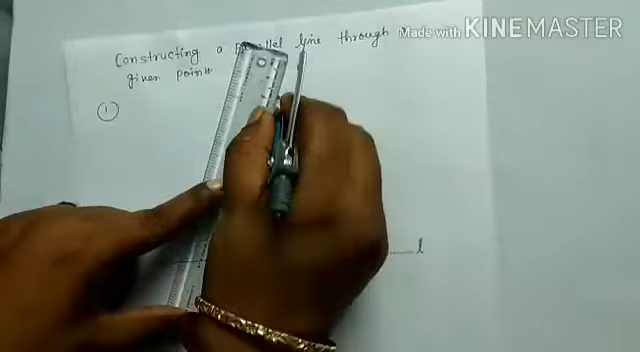 Made with KINEMASTER
Constructing a parallel line through
given point
1
l